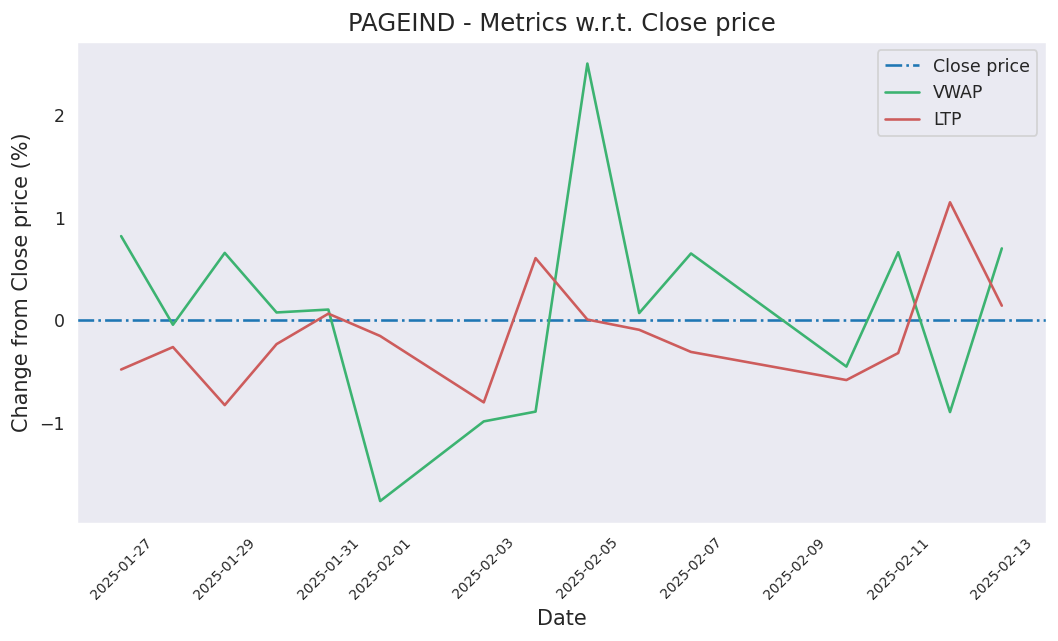 PAGEIND - Metrics w.r.t. Close price
Close price
VWAP
LTP
Change from Close price (%)
2
1
0
−1
2025-01-27
2025-01-29
2025-01-31
2025-02-01
2025-02-03
2025-02-05
2025-02-07
2025-02-09
2025-02-11
2025-02-13
Date